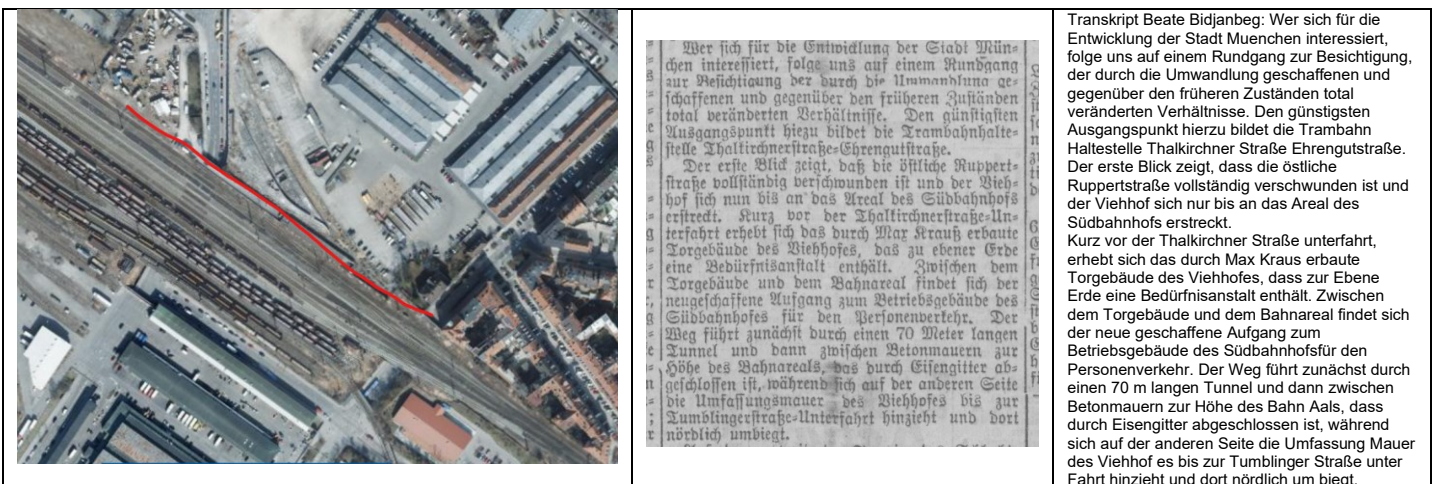 Wer sich für die Entwicklung der Stadt Mün-
chen interessiert, folge uns auf einem Rundgang
zur Besichtigung der durch die Umwandlung ge-
schaffenen und gegenüber den früheren Zuständen
total veränderten Verhältnisse. Den günstigsten
Ausgangspunkt hiezu bildet die Trambahnhalte-
stelle Thalkirchnerstraße-Ehrengutstraße.
Der erste Blick zeigt, daß die östliche Ruppert-
straße vollständig verschwunden ist und der Vieh-
hof sich nun bis an das Areal des Südbahnhofs
erstreckt. Kurz vor der Thalkirchnerstraße-Un-
terfahrt erhebt sich das durch Max Krauß erbaute
Torgebäude des Viehhofes, das zu ebener Erde
eine Bedürfnisanstalt enthält. Zwischen dem
Torgebäude und dem Bahnareal findet sich der
neugeschaffene Aufgang zum Betriebsgebäude des
Südbahnhofes für den Personenverkehr. Der
Weg führt zunächst durch einen 70 Meter langen
Tunnel und dann zwischen Betonmauern zur
Höhe des Bahnareals, das durch Eisengitter ab-
geschlossen ist, während sich auf der anderen Seite
die Umfassungsmauer des Viehhofes bis zur
Tumblingerstraße-Unterfahrt hinzieht und dort
nördlich umbiegt.
Transkript Beate Bidjanbeg: Wer sich für die
Entwicklung der Stadt Muenchen interessiert,
folge uns auf einem Rundgang zur Besichtigung,
der durch die Umwandlung geschaffenen und
gegenüber den früheren Zuständen total
veränderten Verhältnisse. Den günstigsten
Ausgangspunkt hierzu bildet die Trambahn
Haltestelle Thalkirchner Straße Ehrengutstraße.
Der erste Blick zeigt, dass die östliche
Ruppertstraße vollständig verschwunden ist und
der Viehhof sich nur bis an das Areal des
Südbahnhofs erstreckt.
Kurz vor der Thalkirchner Straße unterfahrt,
erhebt sich das durch Max Kraus erbaute
Torgebäude des Viehhofes, dass zur Ebene
Erde eine Bedürfnisanstalt enthält. Zwischen
dem Torgebäude und dem Bahnareal findet sich
der neue geschaffene Aufgang zum
Betriebsgebäude des Südbahnhofsfür den
Personenverkehr. Der Weg führt zunächst durch
einen 70 m langen Tunnel und dann zwischen
Betonmauern zur Höhe des Bahn Aals, dass
durch Eisengitter abgeschlossen ist, während
sich auf der anderen Seite die Umfassung Mauer
des Viehhof es bis zur Tumblinger Straße unter
Fahrt hinzieht und dort nördlich um biegt.